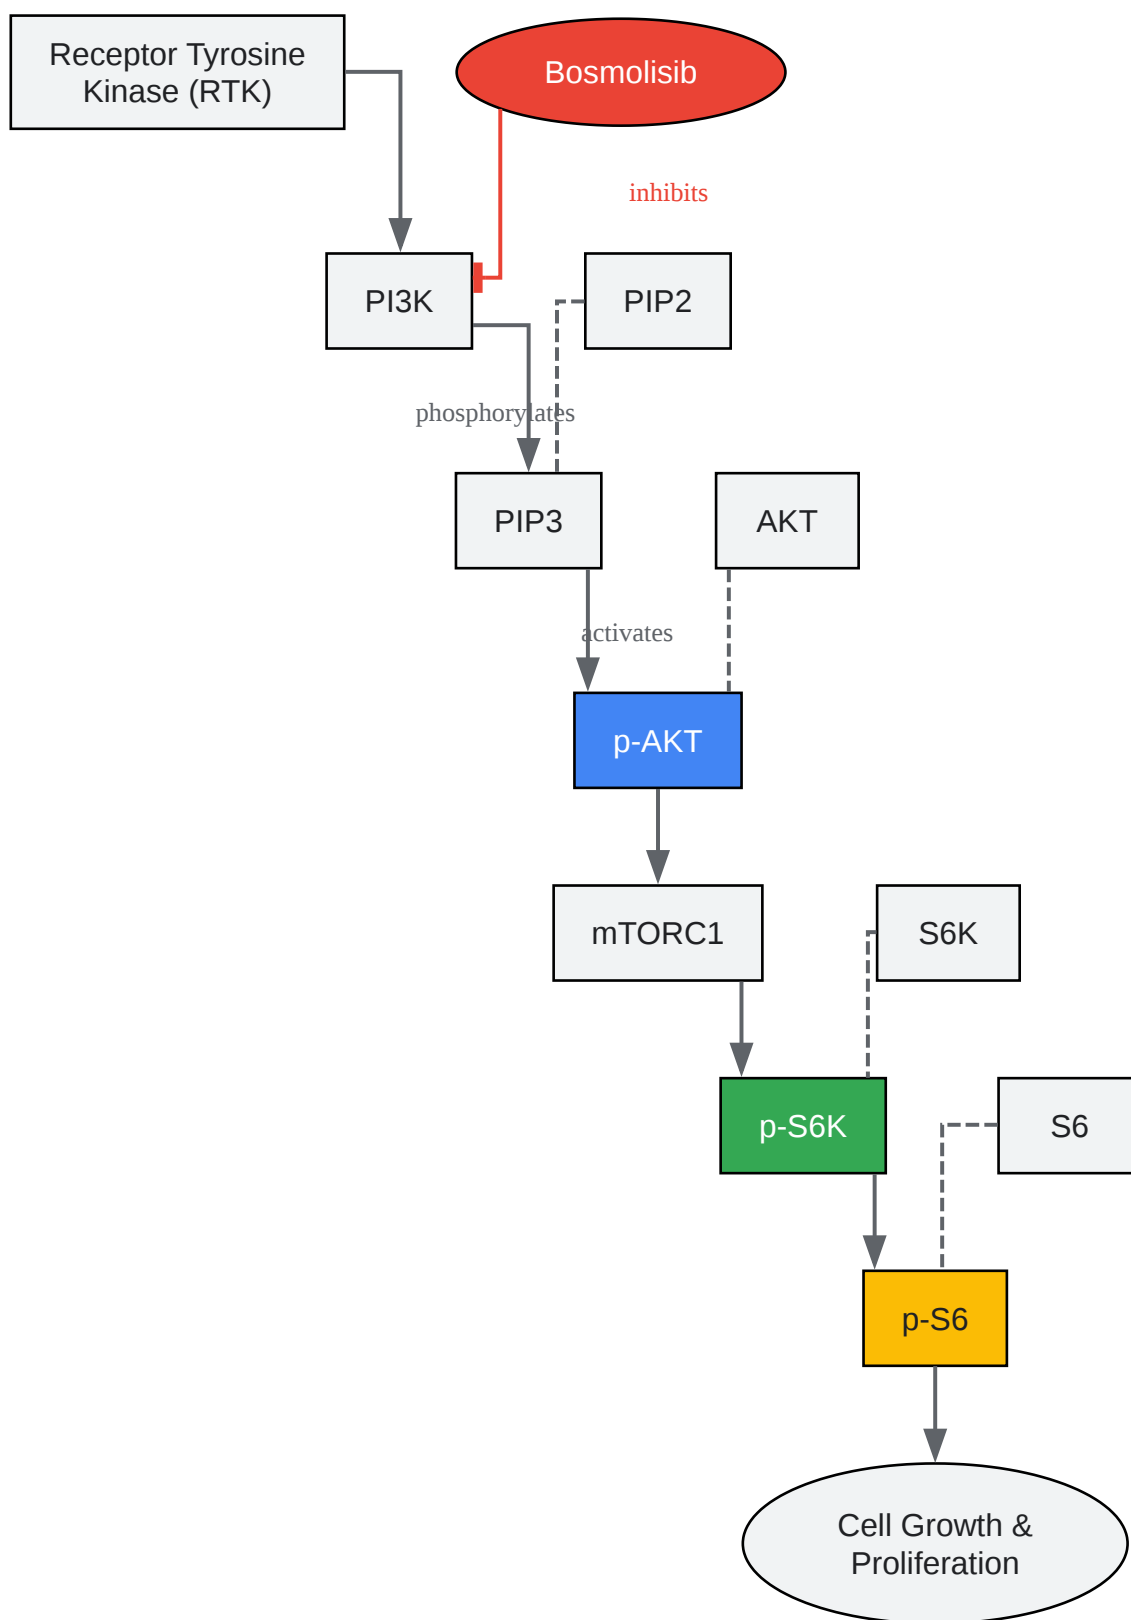 Receptor Tyrosine
Kinase (RTK)
Bosmolisib
inhibits
PI3K
PIP2
phosphorylates
PIP3
AKT
activates
p-AKT
mTORC1
S6K
p-S6K
S6
p-S6
Cell Growth &
Proliferation